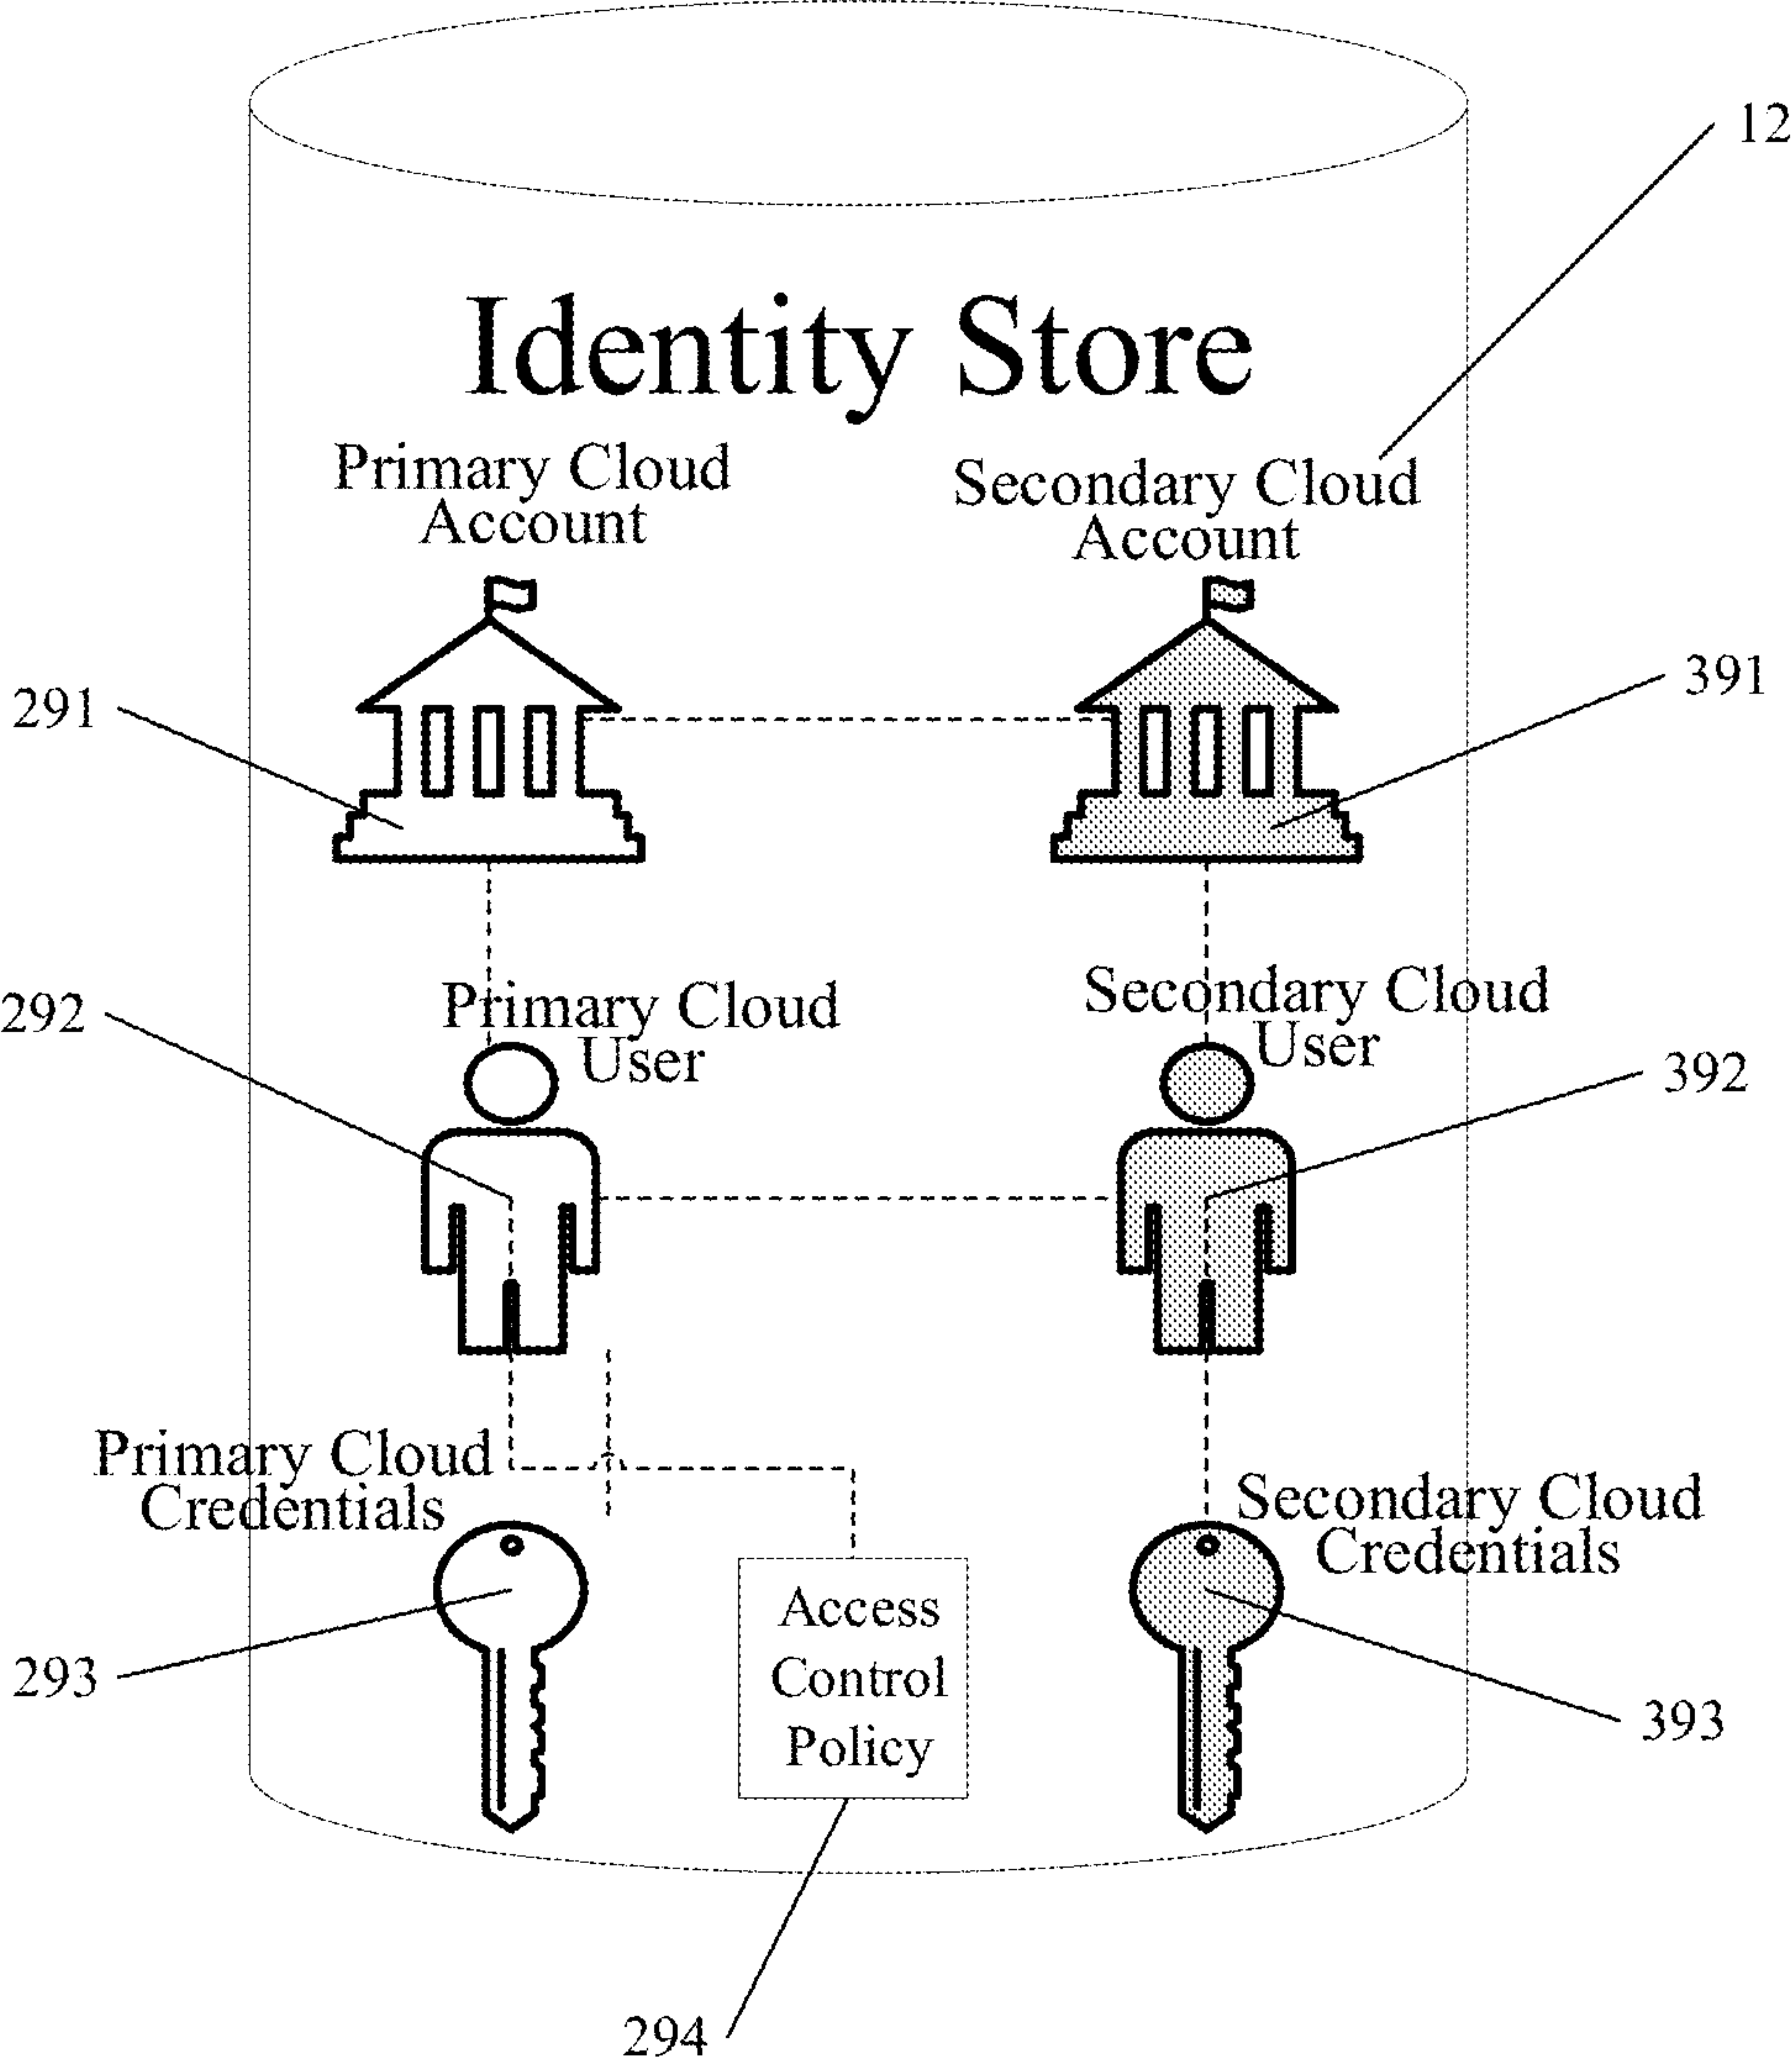 12
Identity Store
Primary Cloud
Account
Secondary Cloud
Account
291
391
292
Primary Cloud
User
Secondary Cloud
User
392
Primary Cloud
Credentials
Secondary Cloud
Credentials
293
Access
Control
Policy
393
294